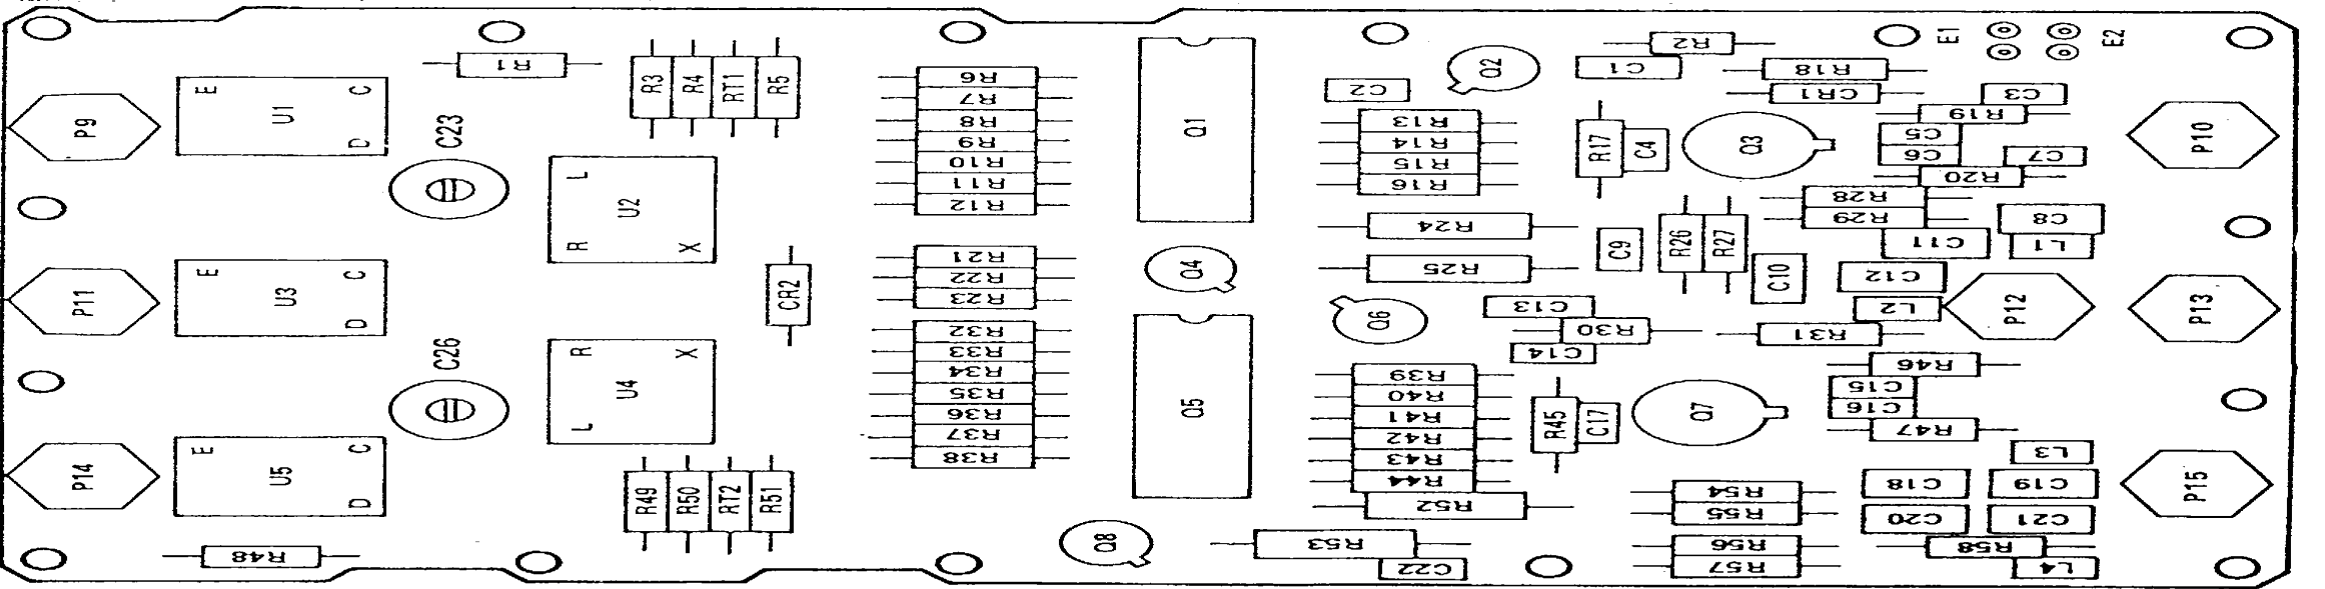 R1
R3
R4
RT1
R5
P9
E
U1
C
D
C23
L
U2
R
X
R6
R7
R8
R9
R10
R11
R12
Q1
C2
Q2
C1
R2
R18
CR1
E1
E2
C3
R19
C5
C6
C7
R20
P10
R13
R14
R15
R16
R17
C4
Q3
R28
R29
C8
C11
L1
R24
R25
C9
R26
R27
C10
C12
L2
P12
P13
P11
E
U3
C
D
CR2
R21
R22
R23
Q4
Q6
C13
R30
C14
R31
C26
R
U4
X
L
R32
R33
R34
R35
R36
R37
R38
Q5
R39
R40
R41
R42
R43
R44
R52
R45
C17
Q7
R46
C15
C16
R47
L3
P14
E
U5
C
D
R49
R50
RT2
R51
R48
Q8
R53
C22
R54
R55
R56
R57
C18
C19
C20
C21
R58
L4
P15